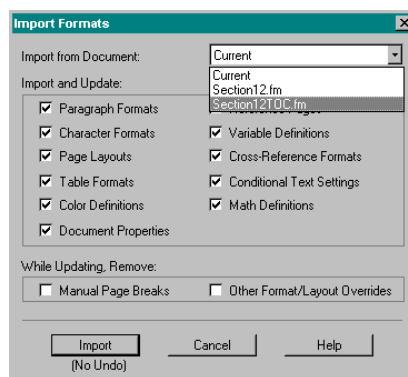 Import Formats
Import from Document: Current
Current
Section12.fm
Section12TOC.fm
Import and Update:
Paragraph Formats
Character Formats Variable Definitions
Page Layouts Cross-Reference Formats
Table Formats Conditional Text Settings
Color Definitions Math Definitions
Document Properties
While Updating, Remove:
Manual Page Breaks Other Format/Layout Overrides
Import Cancel Help
(No Undo)